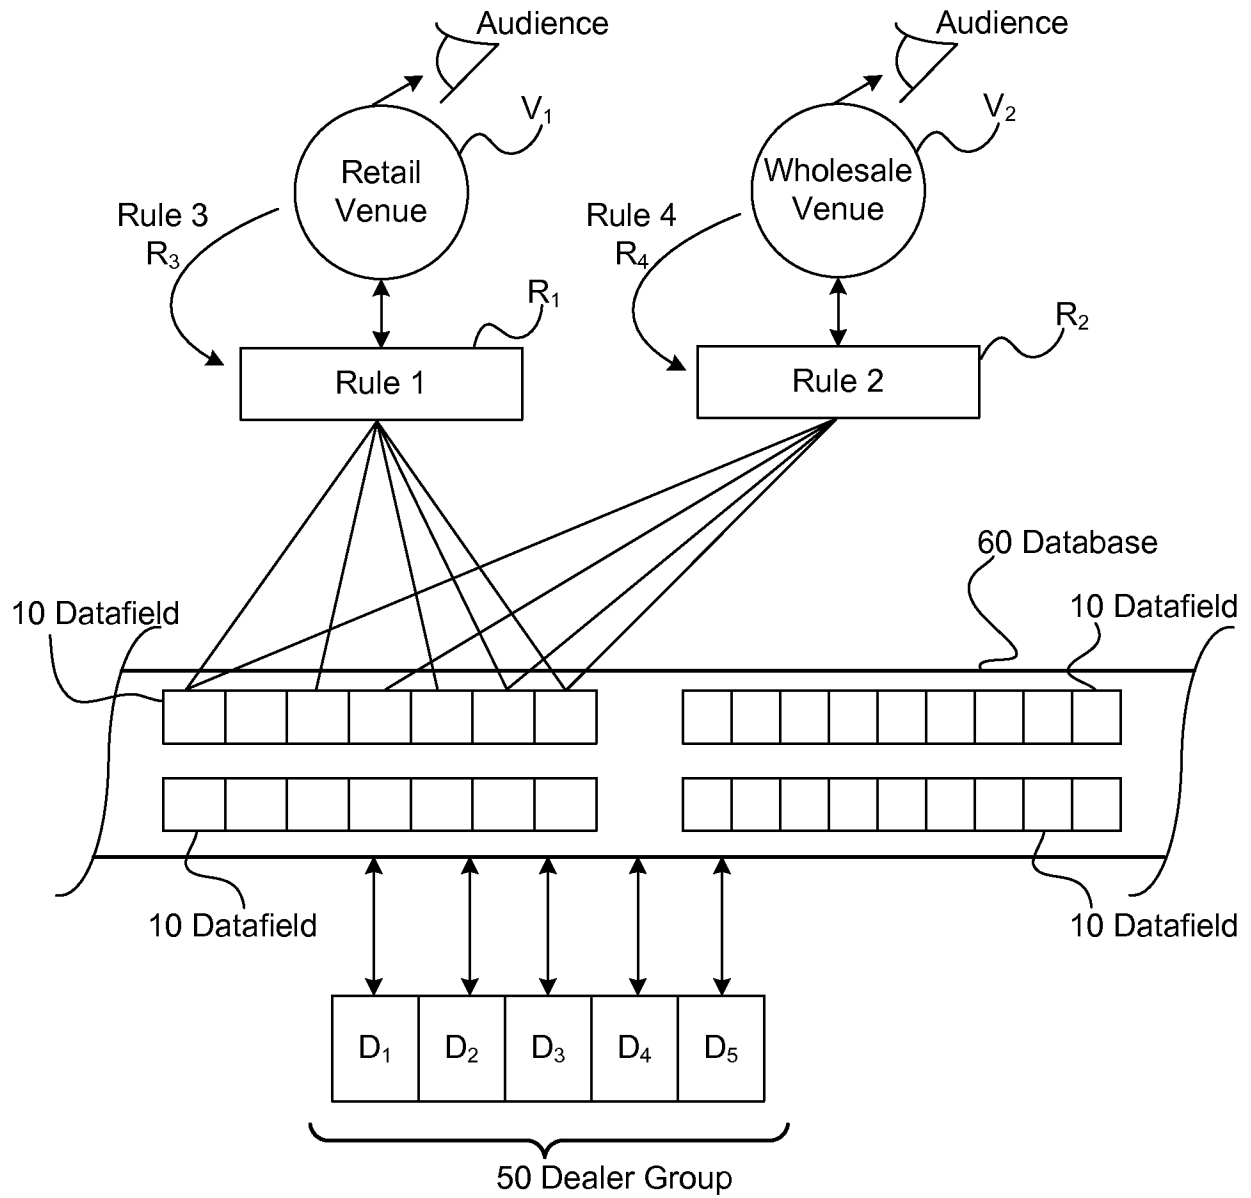 Audience
Audience
V1
V2
Retail
Venue
Wholesale
Venue
Rule 3
R3
Rule 4
R4
R1
R2
Rule 1
Rule 2
60 Database
10 Datafield
10 Datafield
10 Datafield
10 Datafield
D1
D2
D3
D4
D5
50 Dealer Group